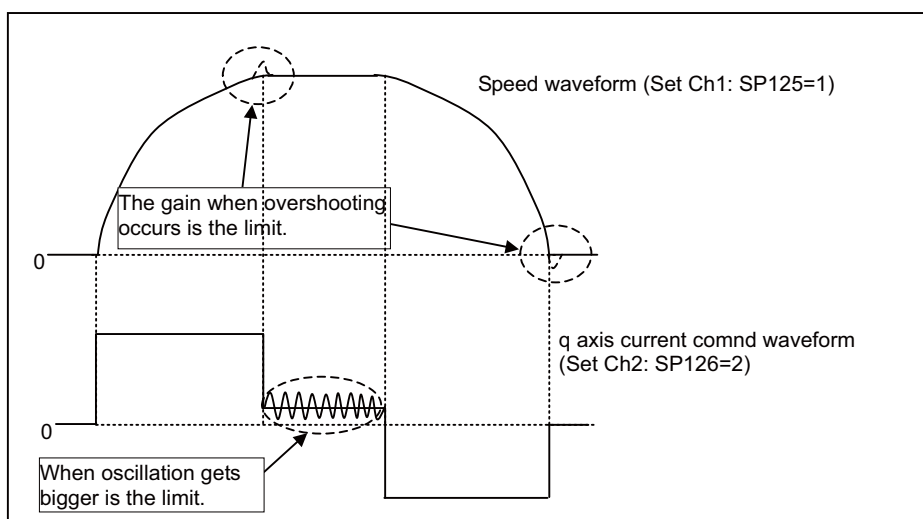 Speed waveform (Set Ch1: SP125=1)
The gain when overshooting
occurs is the limit.
0
q axis current comnd waveform
(Set Ch2: SP126=2)
0
When oscillation gets
bigger is the limit.